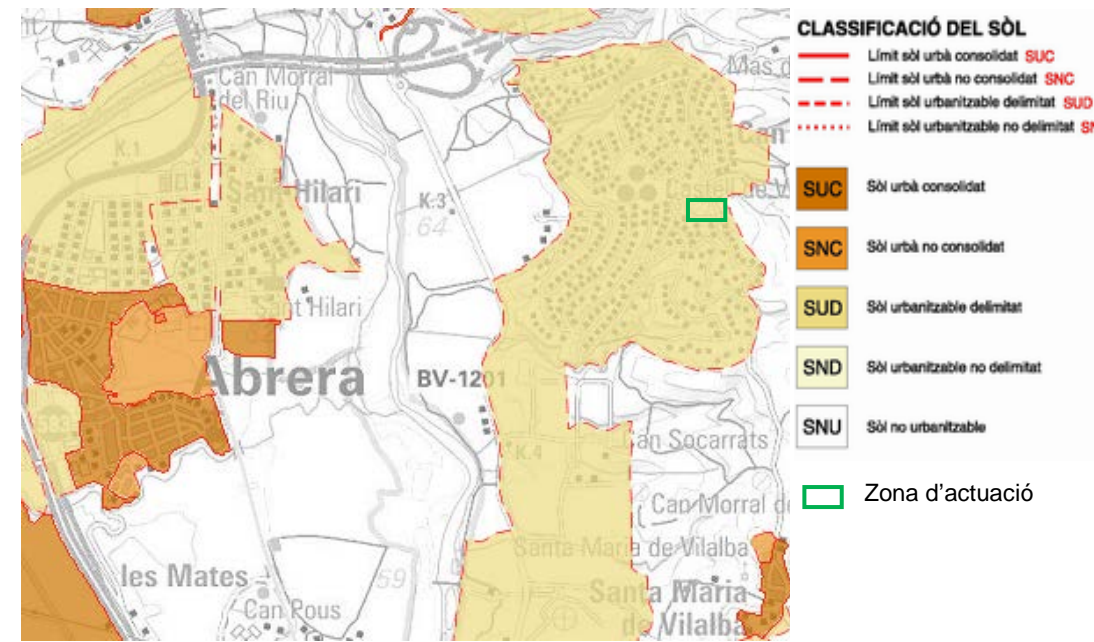 Can Morral
del Riu
K.1
Sant Hilari
K.3
64
Mas d
Can
Castell de V
Sant Hilari
Abrera
BV-1201
Can Socarrats
K.4
Can Morral d
Santa Maria de Vilalba
les Mates
59
Santa Maria
de Vilalba
Can Pous
CLASSIFICACIÓ DEL SÒL
Límit sòl urbà consolidat SUC
Límit sòl urbà no consolidat SNC
Límit sòl urbanitzable delimitat SUD
Límit sòl urbanitzable no delimitat SN
SUC Sòl urbà consolidat
SNC Sòl urbà no consolidat
SUD Sòl urbanitzable delimitat
SND Sòl urbanitzable no delimitat
SNU Sòl no urbanitzable
Zona d'actuació